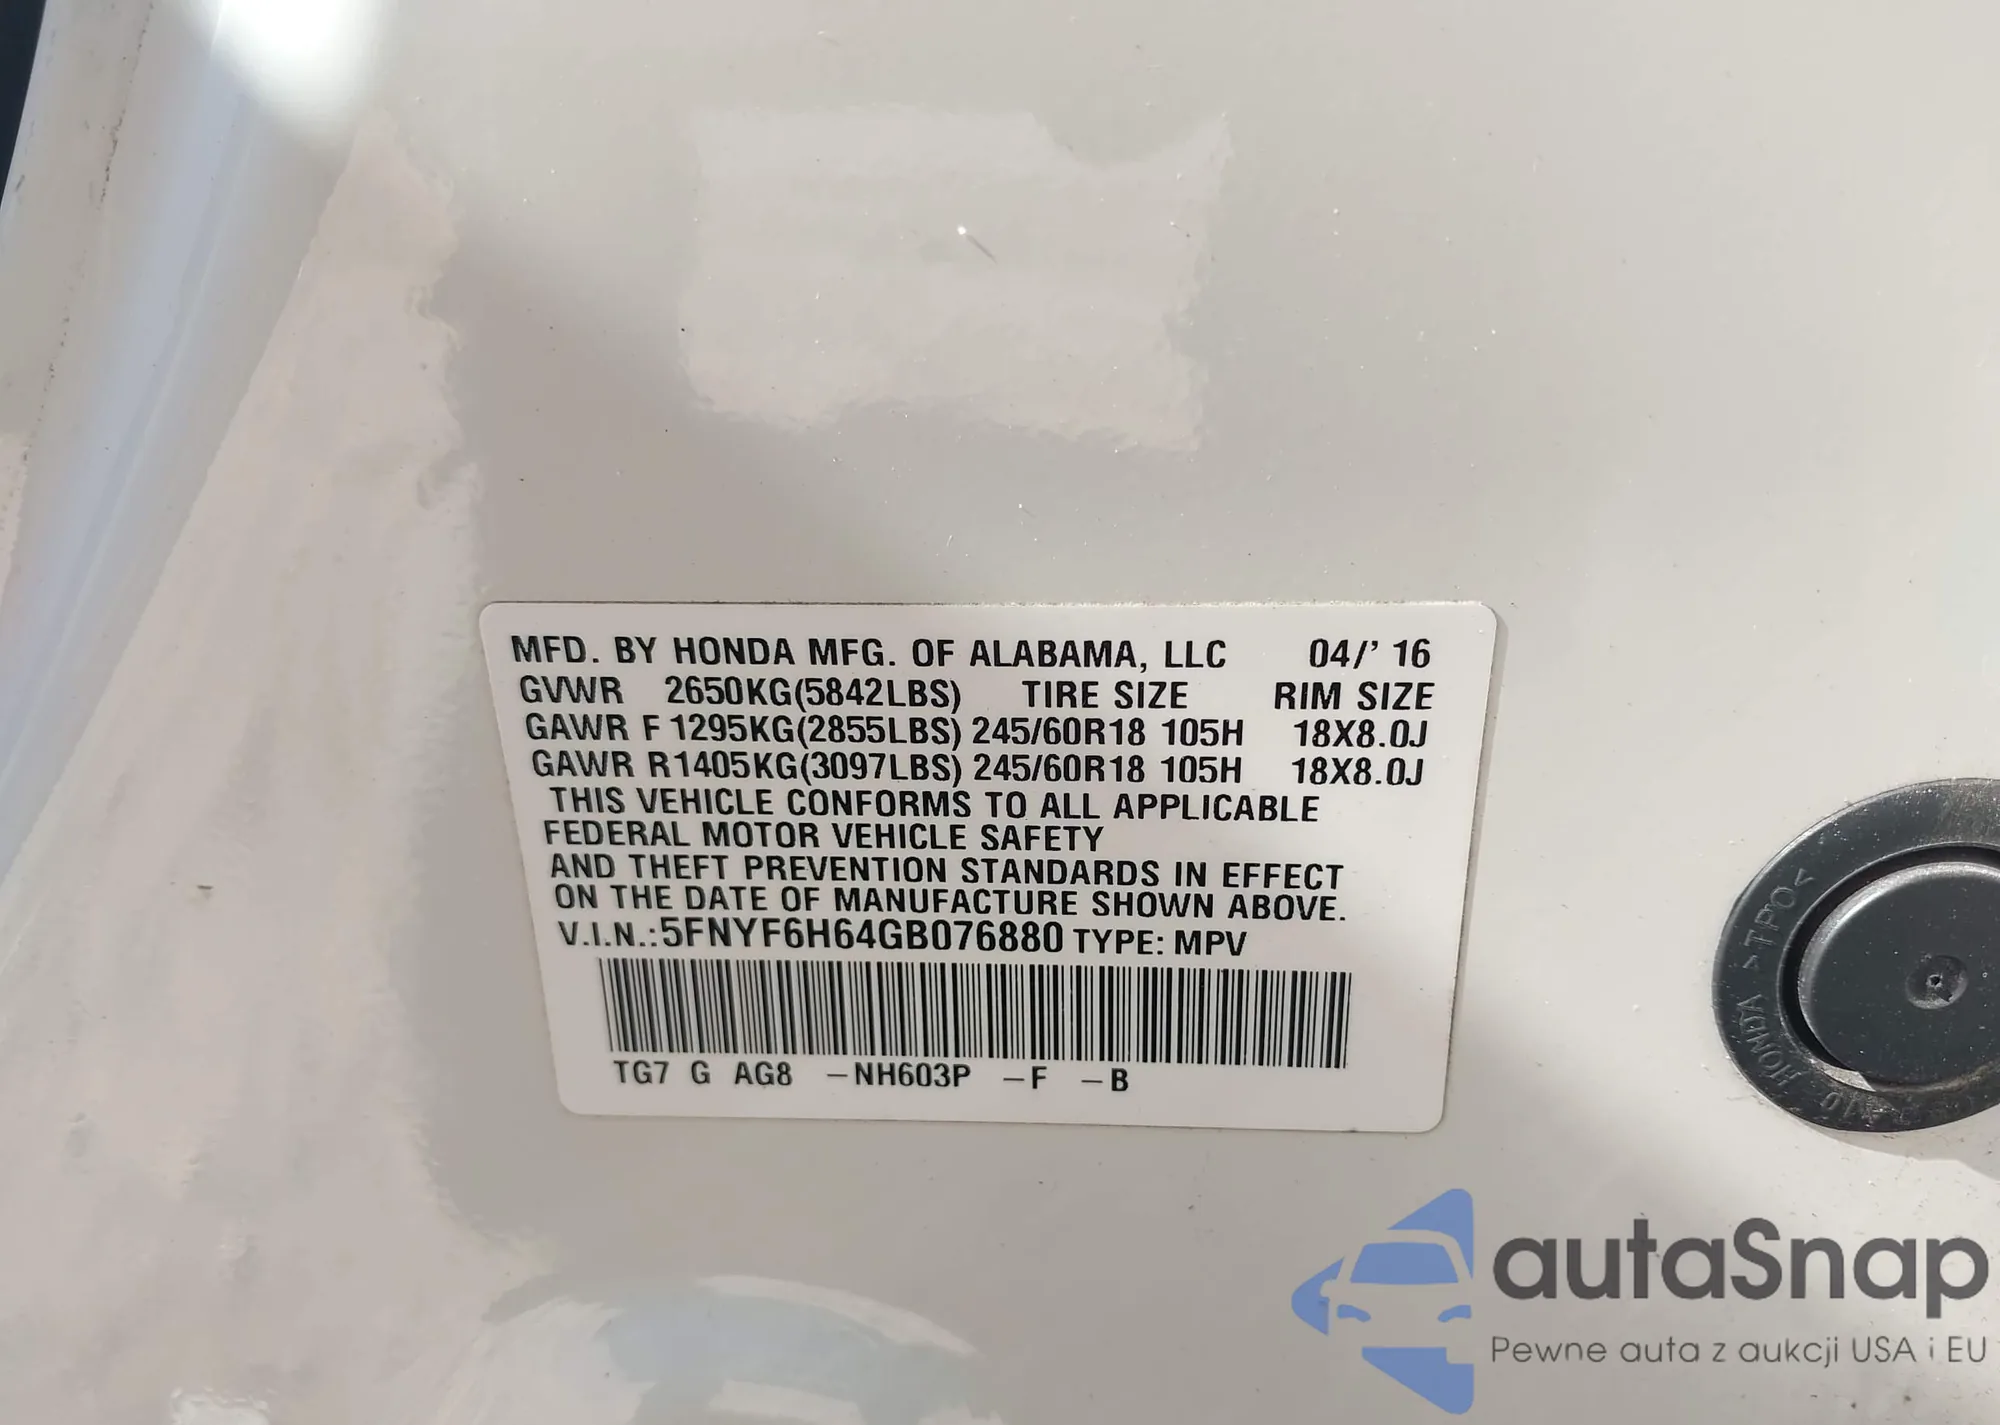 MFD. BY HONDA MFG. OF ALABAMA, LLC 04/' 16
GVWR 2650KG(5842LBS) TIRE SIZE RIM SIZE
GAWR F 1295KG(2855LBS) 245/60R18 105H 18X8.0J
GAWR R1405KG(3097LBS) 245/60R18 105H 18X8.0J
THIS VEHICLE CONFORMS TO ALL APPLICABLE
FEDERAL MOTOR VEHICLE SAFETY
AND THEFT PREVENTION STANDARDS IN EFFECT
ON THE DATE OF MANUFACTURE SHOWN ABOVE.
V.I.N.:5FNYF6H64GB076880 TYPE: MPV
TG7 G AG8 -NH603P -F -B
HONDA >TPO<
autaSnap
Pewne auta z aukcji USA i EU